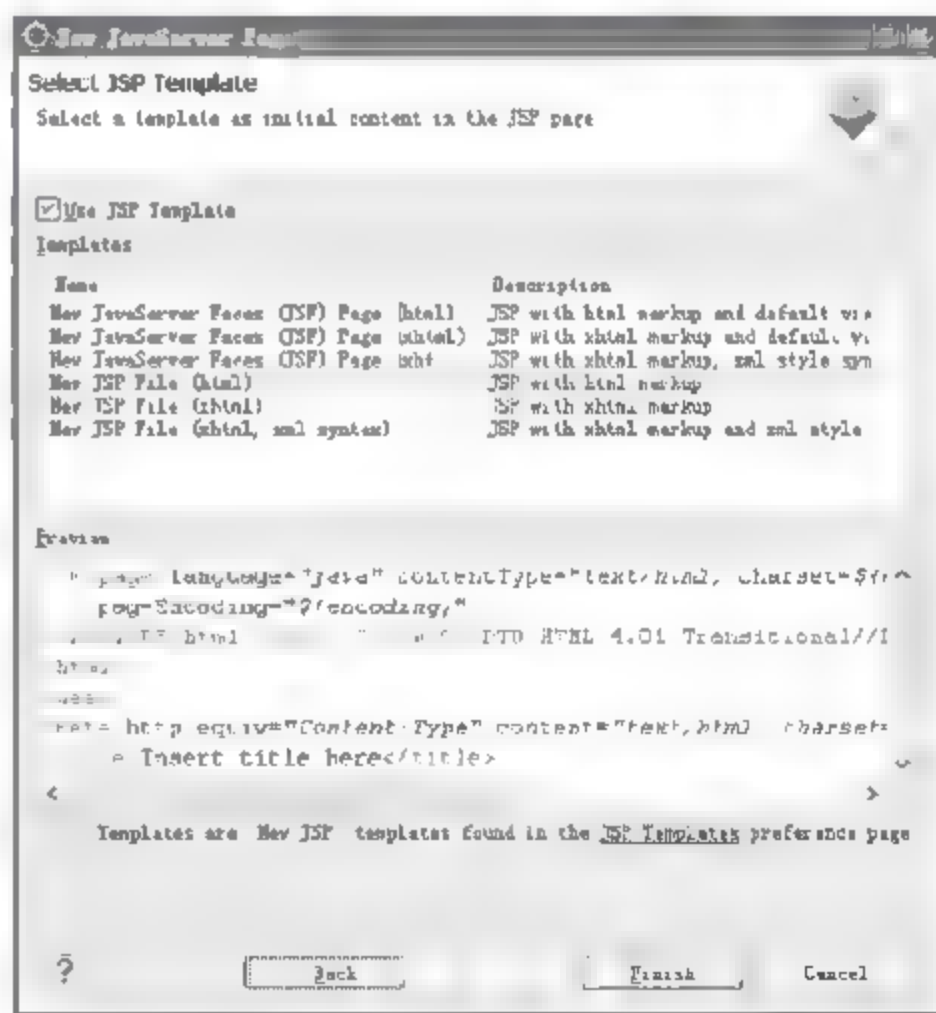 New JavaServer Page
Select JSP Template
Select a template as initial content in the JSP page
Use JSP Template
Templates
Name Description
New JavaServer Faces (JSF) Page (html) JSP with html markup and default vie
New JavaServer Faces (JSF) Page (xhtml) JSP with xhtml markup and default vi
New JavaServer Faces (JSF) Page (xht JSP with xhtml markup, xml style syn
New JSP File (html) JSP with html markup
New JSP File (xhtml) JSP with xhtml markup
New JSP File (xhtml, xml syntax) JSP with xhtml markup and xml style
Preview
page language="java" contentType="text/html; charset=${
pageEncoding="${encoding}"
html DTD HTML 4.01 Transitional//
html
meta http-equiv="Content-Type" content="text/html charset=
Insert title here</title>
Templates are New JSP templates found in the JSP Templates preference page
?
Back Finish Cancel